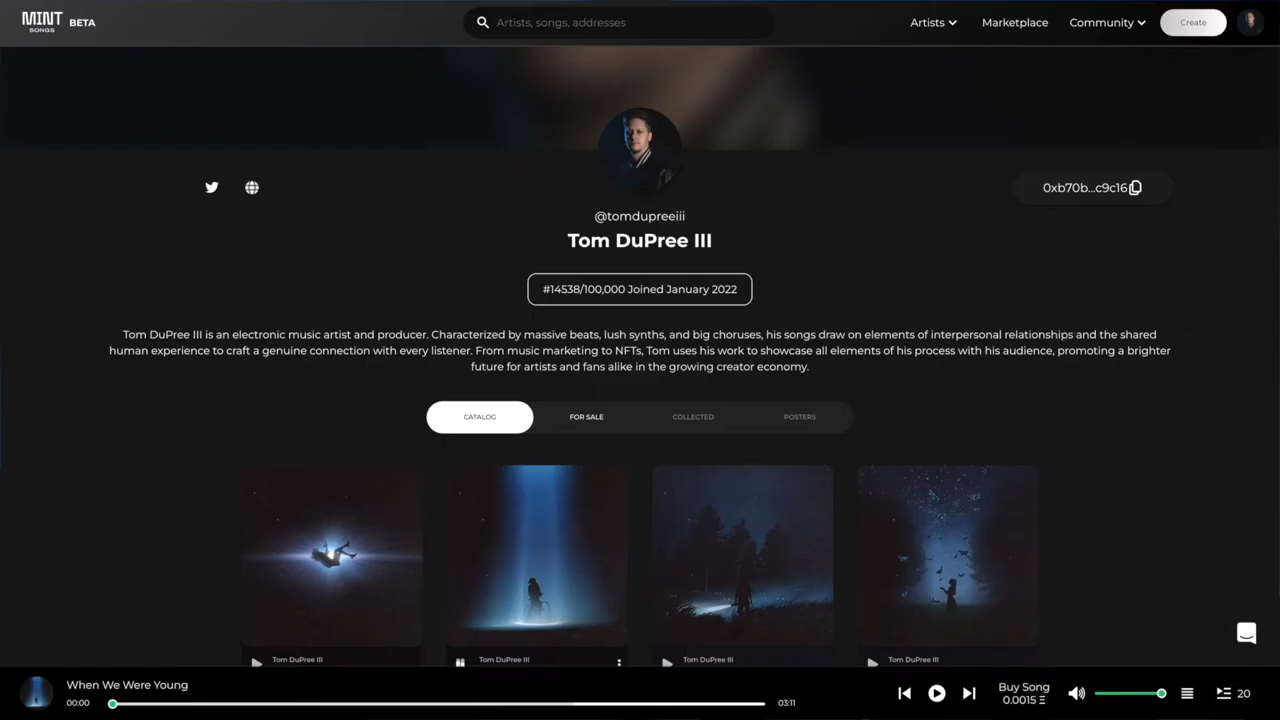 MINT
SONGS
BETA
Artists, songs, addresses
Artists
Marketplace
Community
Create
0xb70b...c9c16
@tomdupreeiii
Tom DuPree III
#14538/100,000 Joined January 2022
Tom DuPree III is an electronic music artist and producer. Characterized by massive beats, lush synths, and big choruses, his songs draw on elements of interpersonal relationships and the shared
human experience to craft a genuine connection with every listener. From music marketing to NFTs, Tom uses his work to showcase all elements of his process with his audience, promoting a brighter
future for artists and fans alike in the growing creator economy.
CATALOG
FOR SALE
COLLECTED
POSTERS
Tom DuPree III
Tom DuPree III
Tom DuPree III
Tom DuPree III
When We Were Young
00:00
03:11
Buy Song
0.0015 Ξ
20